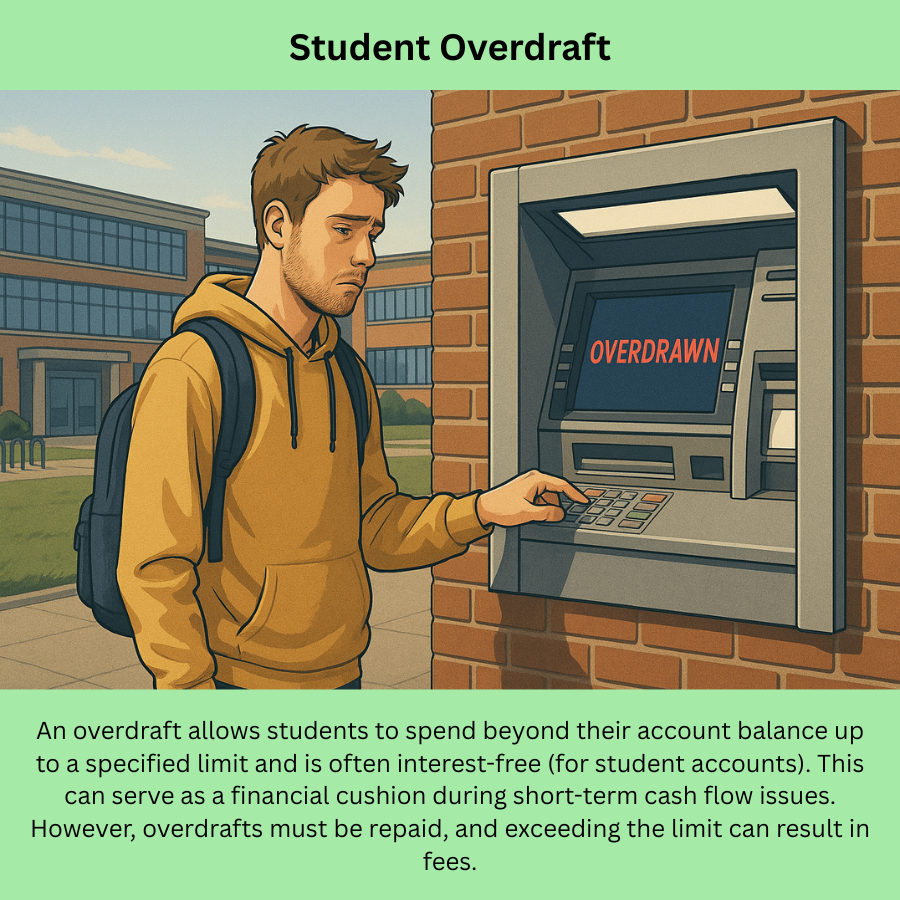 Student Overdraft
OVERDRAWN
An overdraft allows students to spend beyond their account balance up
to a specified limit and is often interest-free (for student accounts). This
can serve as a financial cushion during short-term cash flow issues.
However, overdrafts must be repaid, and exceeding the limit can result in
fees.